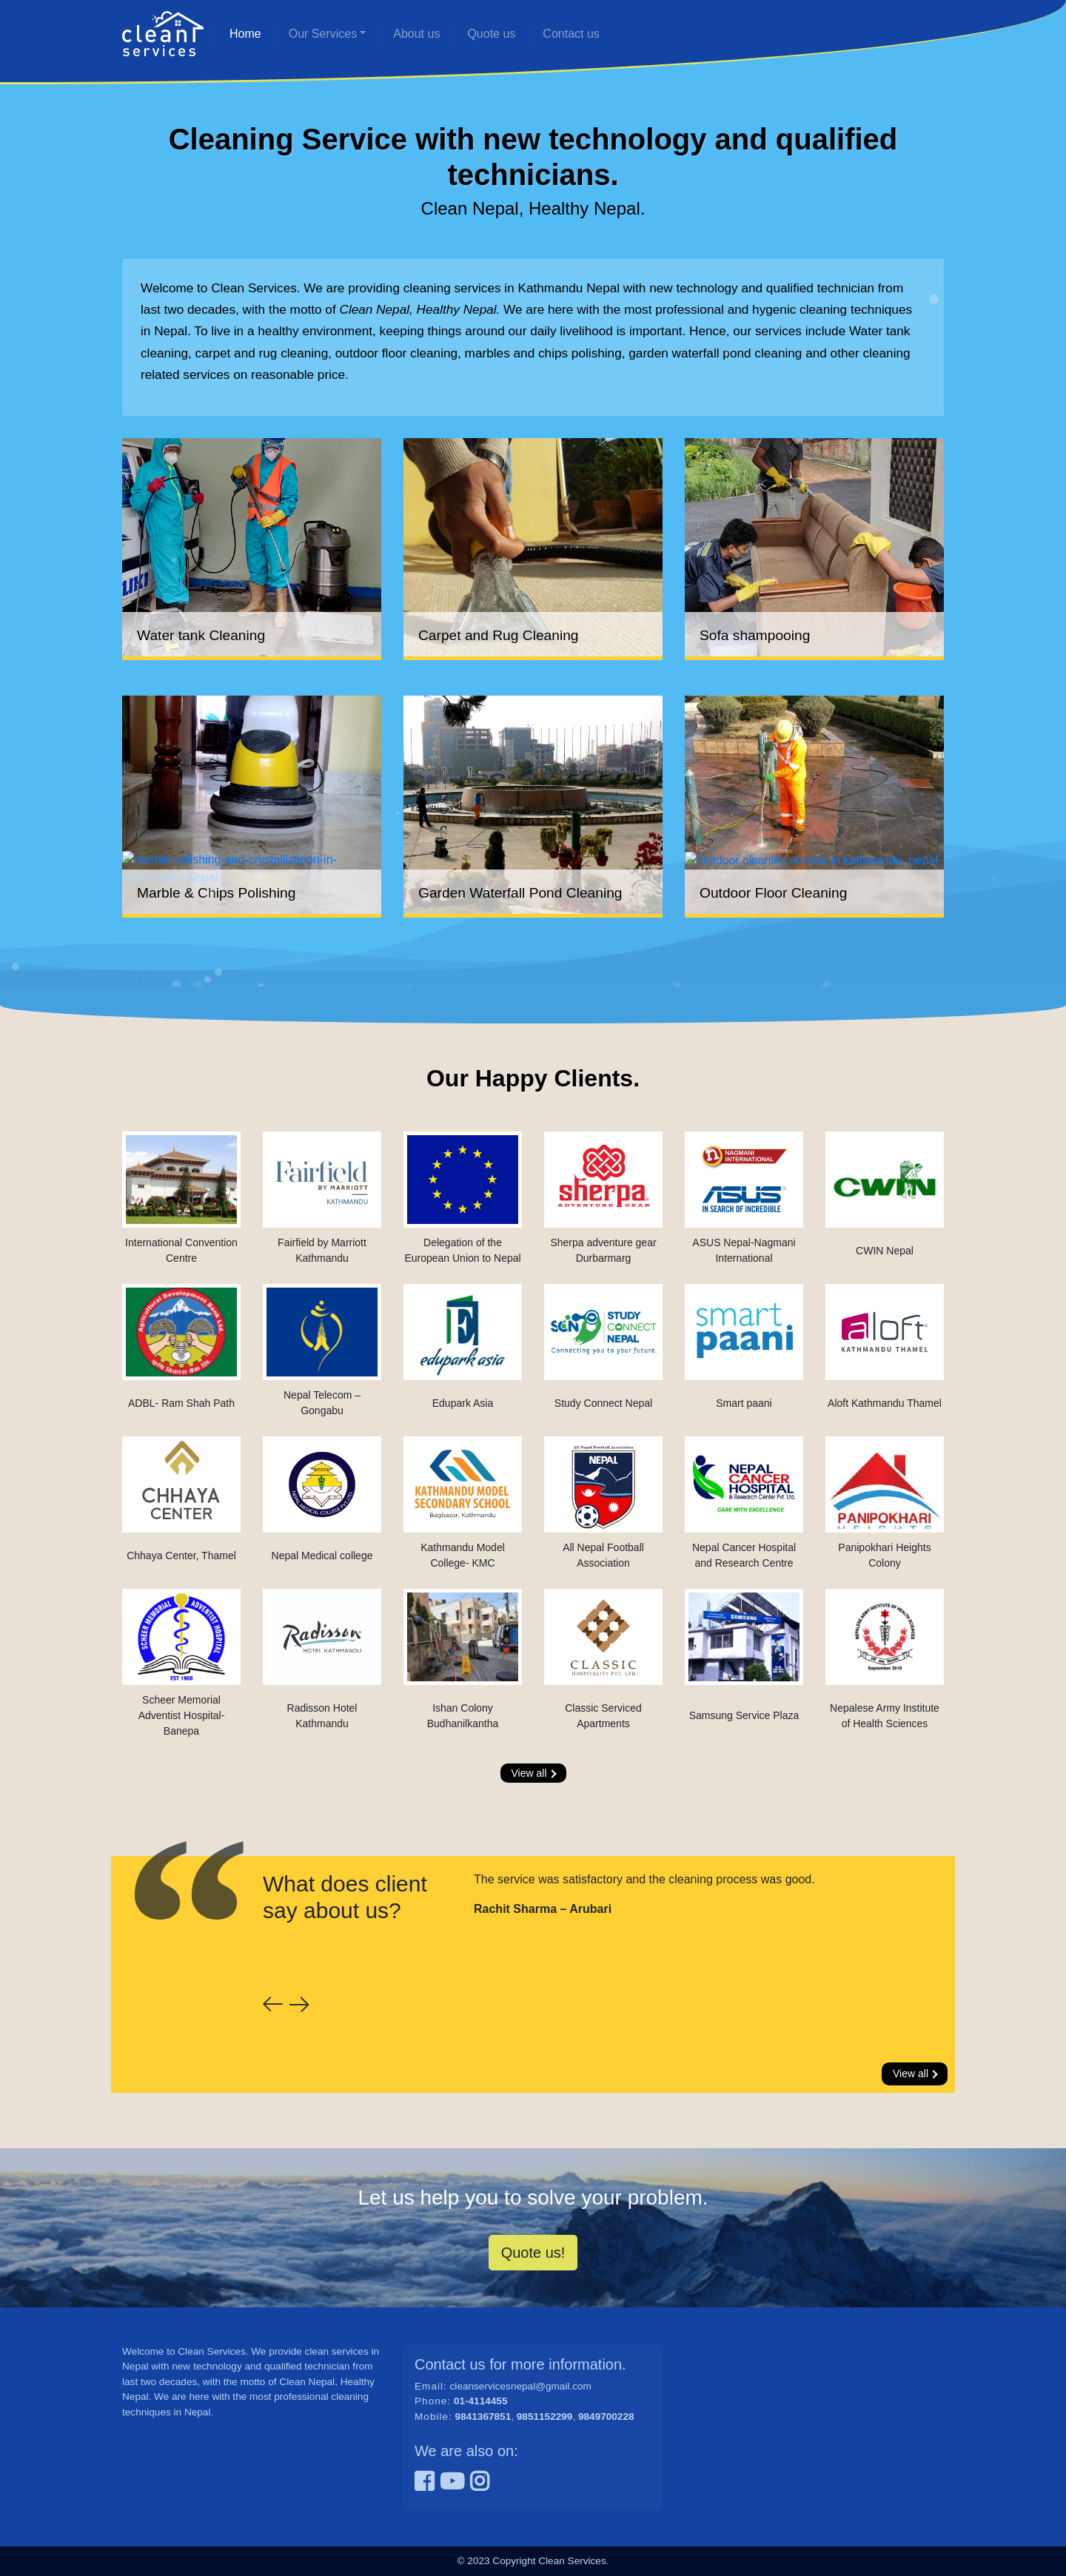 clean
services
Home
Our Services
About us
Quote us
Contact us
Cleaning Service with new technology and qualified
technicians.
Clean Nepal, Healthy Nepal.
Welcome to Clean Services. We are providing cleaning services in Kathmandu Nepal with new technology and qualified technician from
last two decades, with the motto of Clean Nepal, Healthy Nepal. We are here with the most professional and hygenic cleaning techniques
in Nepal. To live in a healthy environment, keeping things around our daily livelihood is important. Hence, our services include Water tank
cleaning, carpet and rug cleaning, outdoor floor cleaning, marbles and chips polishing, garden waterfall pond cleaning and other cleaning
related services on reasonable price.
Water tank Cleaning
Carpet and Rug Cleaning
Sofa shampooing
Marble & Chips Polishing
Garden Waterfall Pond Cleaning
Outdoor Floor Cleaning
Our Happy Clients.
Fairfield
BY MARRIOTT
KATHMANDU
sherpa
ADVENTURE GEAR
NAGMANI
INTERNATIONAL
ASUS
IN SEARCH OF INCREDIBLE
CWIN
International Convention
Centre
Fairfield by Marriott
Kathmandu
Delegation of the
European Union to Nepal
Sherpa adventure gear
Durbarmarg
ASUS Nepal-Nagmani
International
CWIN Nepal
Agricultural Development Bank Ltd.
edupark asia
SCN
STUDY
CONNECT
NEPAL
Connecting you to your future.
smart
paani
aloft
KATHMANDU THAMEL
ADBL- Ram Shah Path
Nepal Telecom –
Gongabu
Edupark Asia
Study Connect Nepal
Smart paani
Aloft Kathmandu Thamel
CHHAYA
CENTER
KATHMANDU MODEL
SECONDARY SCHOOL
Bagbazar, Kathmandu
All Nepal Football Association
NEPAL
NEPAL
CANCER
HOSPITAL
& Research Center Pvt. Ltd.
CARE WITH EXCELLENCE
PANIPOKHARI
HEIGHTS
Chhaya Center, Thamel
Nepal Medical college
Kathmandu Model
College- KMC
All Nepal Football
Association
Nepal Cancer Hospital
and Research Centre
Panipokhari Heights
Colony
SCHEER MEMORIAL ADVENTIST HOSPITAL
EST 1960
Radisson
HOTEL KATHMANDU
CLASSIC
HOSPITALITY PVT. LTD.
SAMSUNG
NEPALESE ARMY INSTITUTE OF HEALTH SCIENCES
September 2010
Scheer Memorial
Adventist Hospital-
Banepa
Radisson Hotel
Kathmandu
Ishan Colony
Budhanilkantha
Classic Serviced
Apartments
Samsung Service Plaza
Nepalese Army Institute
of Health Sciences
View all
“
What does client
say about us?
The service was satisfactory and the cleaning process was good.
Rachit Sharma – Arubari
View all
Let us help you to solve your problem.
Quote us!
Welcome to Clean Services. We provide clean services in
Nepal with new technology and qualified technician from
last two decades, with the motto of Clean Nepal, Healthy
Nepal. We are here with the most professional cleaning
techniques in Nepal.
Contact us for more information.
Email: cleanservicesnepal@gmail.com
Phone: 01-4114455
Mobile: 9841367851, 9851152299, 9849700228
We are also on:
© 2023 Copyright Clean Services.